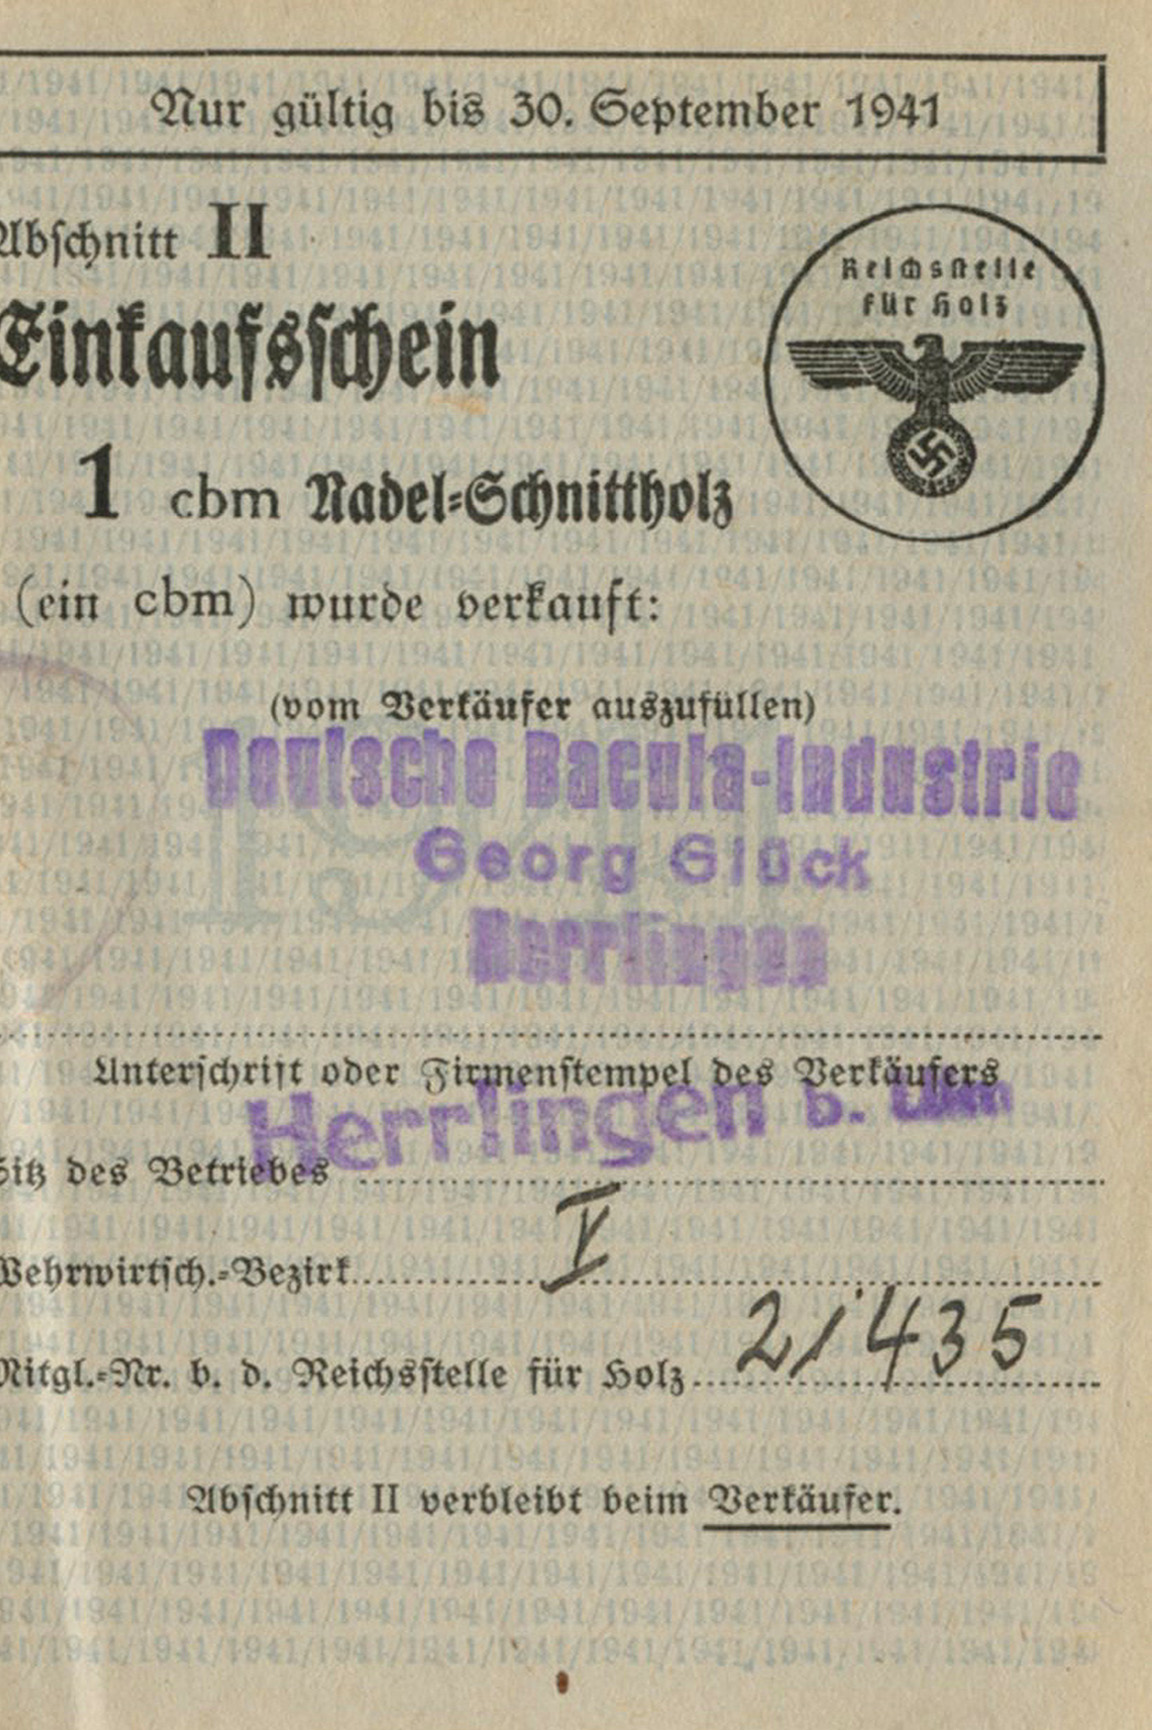 Nur gültig bis 30. September 1941
Abschnitt II
Reichsstelle
für Holz
Einkaufsschein
1 cbm Nadel-Schnittholz
(ein cbm) wurde verkauft:
(vom Verkäufer auszufüllen)
Deutsche Bacula-Industrie
Georg Glück
Herrlingen
Unterschrift oder Firmenstempel des Verkäufers
Herrlingen b. Ulm
Sitz des Betriebes
Wehrwirtsch.-Bezirk V
Mitgl.-Nr. b. d. Reichsstelle für Holz 21435
Abschnitt II verbleibt beim Verkäufer.